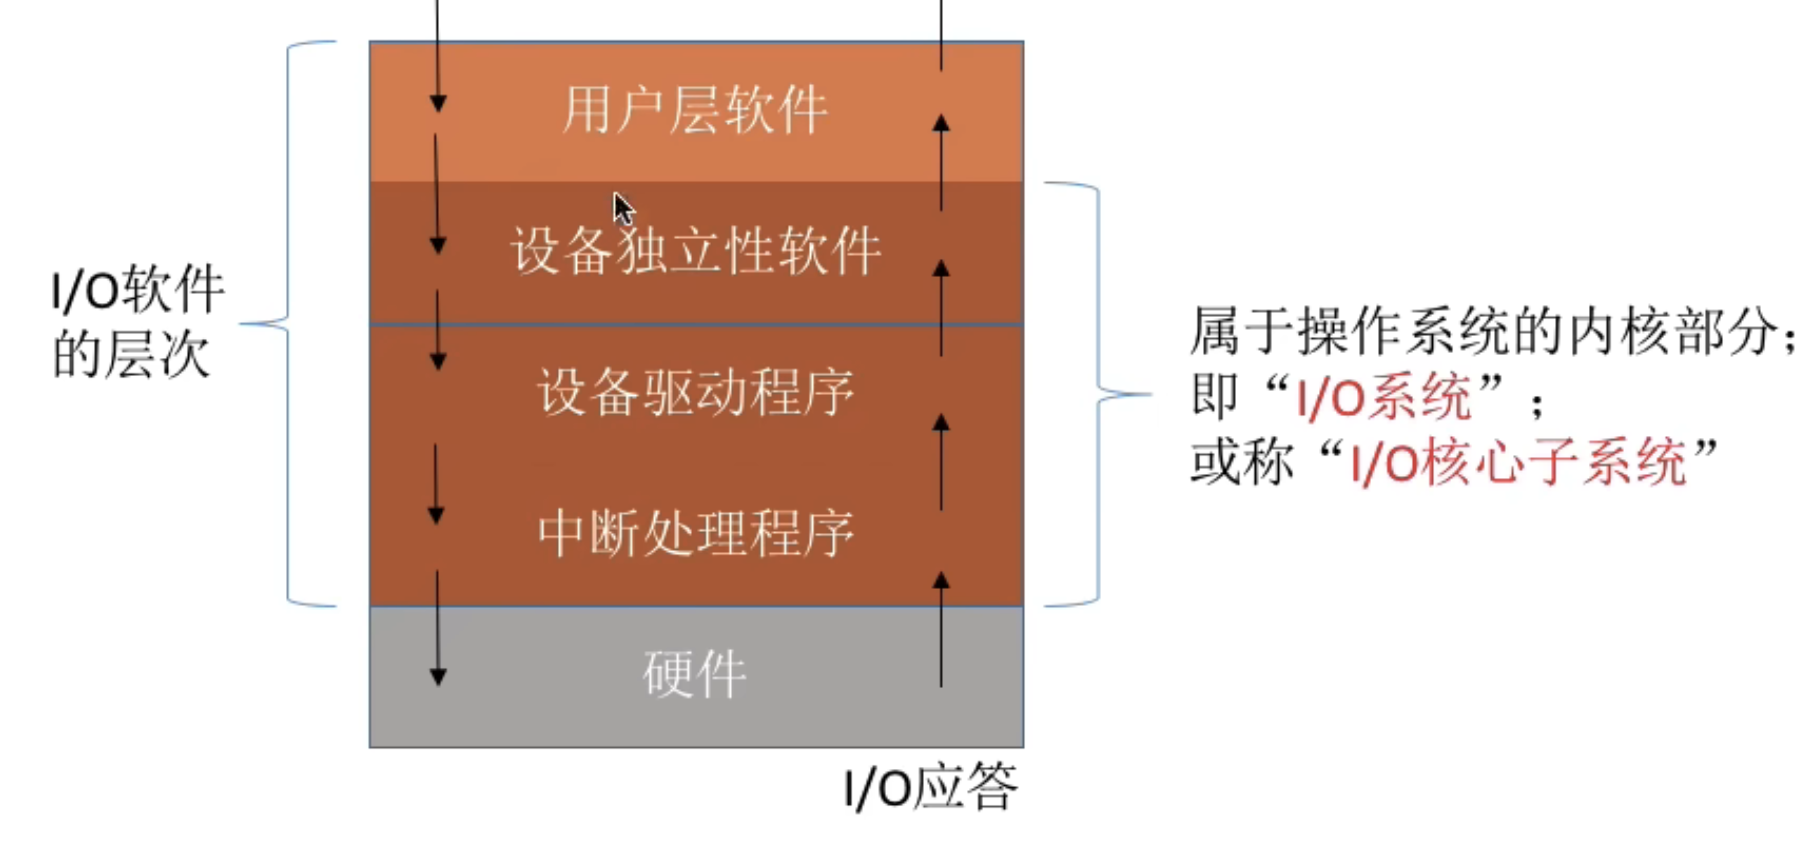 用户层软件
设备独立性软件
I/O软件
的层次
设备驱动程序
中断处理程序
属于操作系统的内核部分；
即“I/O系统”；
或称“I/O核心子系统”
硬件
I/O应答